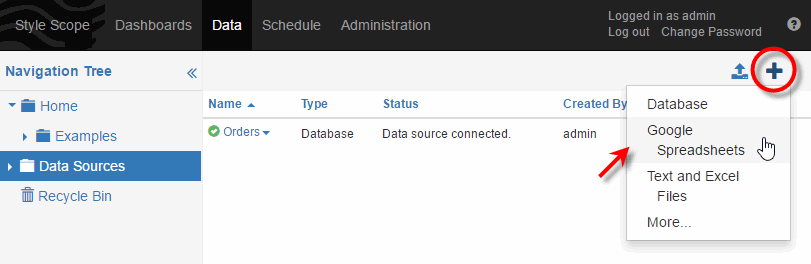 Style Scope Dashboards Data Schedule Administration
Logged in as admin
Log out Change Password
Navigation Tree
Home
Examples
Data Sources
Recycle Bin
Name Type Status Created By
Orders Database Data source connected. admin
Database
Google
Spreadsheets
Text and Excel
Files
More...